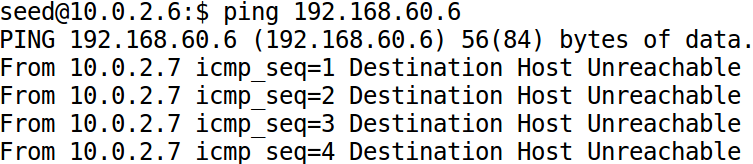 seed@10.0.2.6:$ ping 192.168.60.6
PING 192.168.60.6 (192.168.60.6) 56(84) bytes of data.
From 10.0.2.7 icmp_seq=1 Destination Host Unreachable
From 10.0.2.7 icmp_seq=2 Destination Host Unreachable
From 10.0.2.7 icmp_seq=3 Destination Host Unreachable
From 10.0.2.7 icmp_seq=4 Destination Host Unreachable